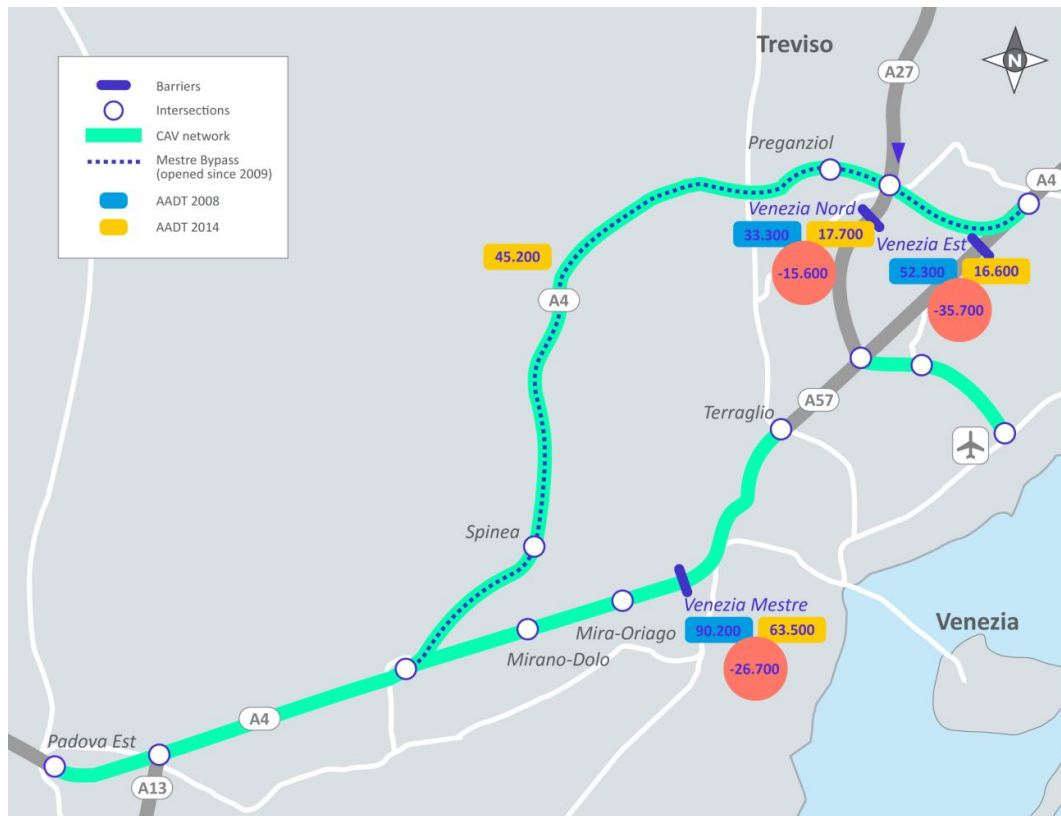 Barriers
Intersections
CAV network
Mestre Bypass
(opened since 2009)
AADT 2008
AADT 2014
Treviso
N
A27
Preganziol
A4
Venezia Nord
33.300 17.700
-15.600
Venezia Est
52.300 16.600
-35.700
45.200
A4
A57
Terraglio
Spinea
Venezia Mestre
90.200 63.500
-26.700
Mira-Oriago
Mirano-Dolo
Venezia
A4
Padova Est
A13